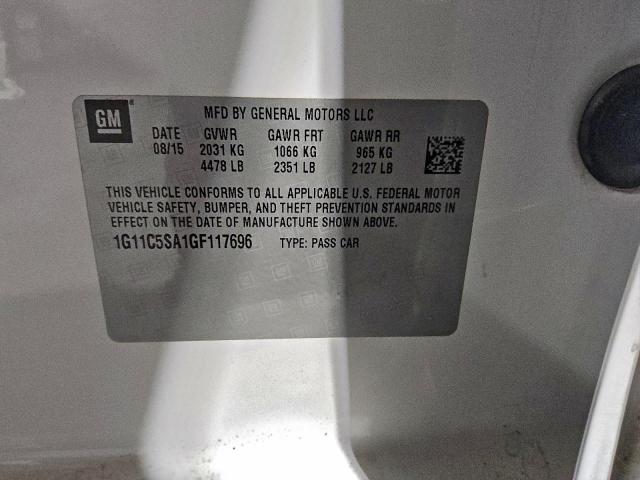 GM
MFD BY GENERAL MOTORS LLC
DATE GVWR GAWR FRT GAWR RR
08/15 2031 KG 1066 KG 965 KG
4478 LB 2351 LB 2127 LB
THIS VEHICLE CONFORMS TO ALL APPLICABLE U.S. FEDERAL MOTOR
VEHICLE SAFETY, BUMPER, AND THEFT PREVENTION STANDARDS IN
EFFECT ON THE DATE OF MANUFACTURE SHOWN ABOVE.
1G11C5SA1GF117696 TYPE: PASS CAR